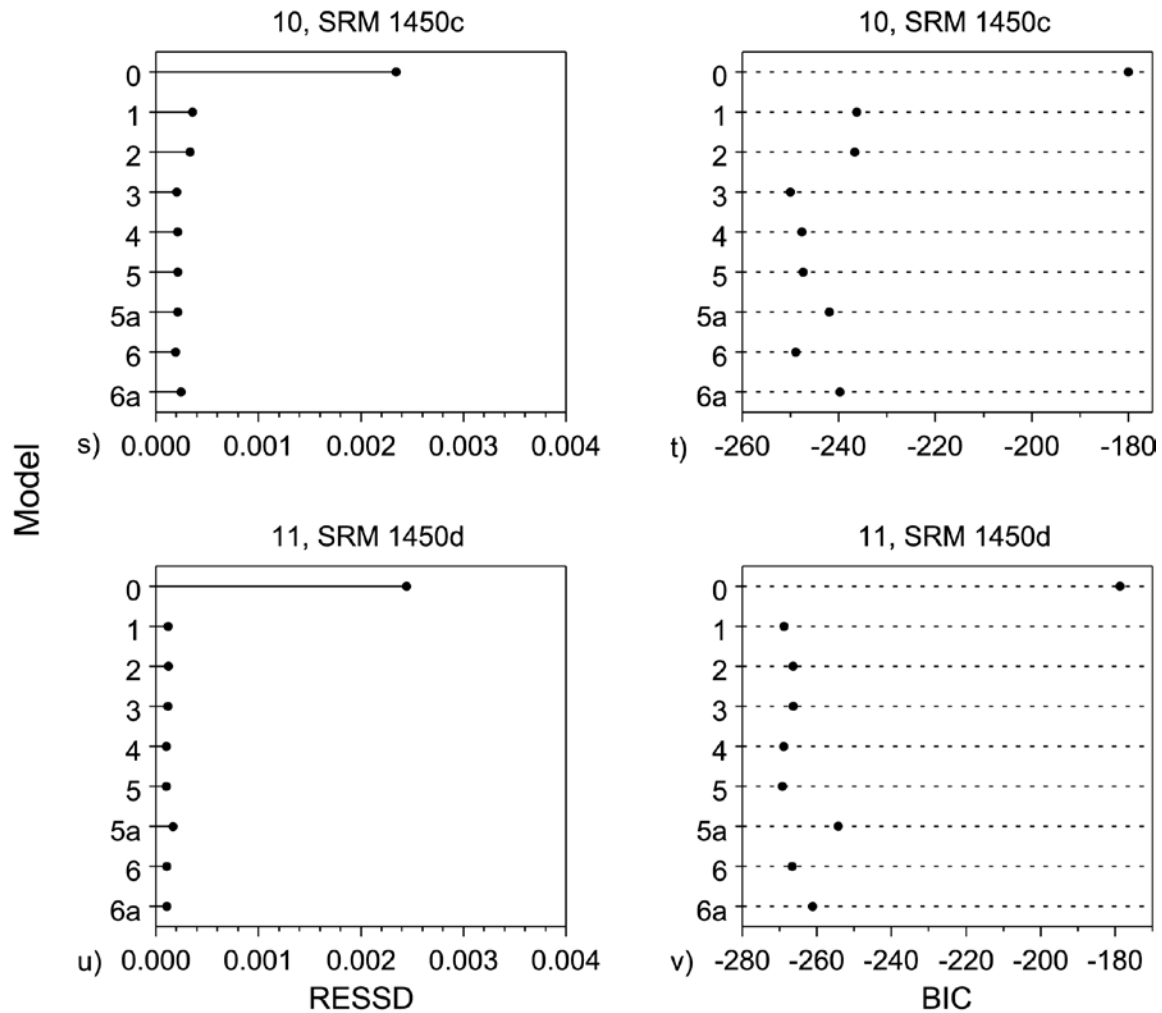 10, SRM 1450c
10, SRM 1450c
0
1
2
3
4
5
5a
6
6a
0
1
2
3
4
5
5a
6
6a
s)
0.000 0.001 0.002 0.003 0.004
t)
-260 -240 -220 -200 -180
Model
11, SRM 1450d
11, SRM 1450d
0
1
2
3
4
5
5a
6
6a
0
1
2
3
4
5
5a
6
6a
u)
0.000 0.001 0.002 0.003 0.004
v)
-280 -260 -240 -220 -200 -180
RESSD
BIC